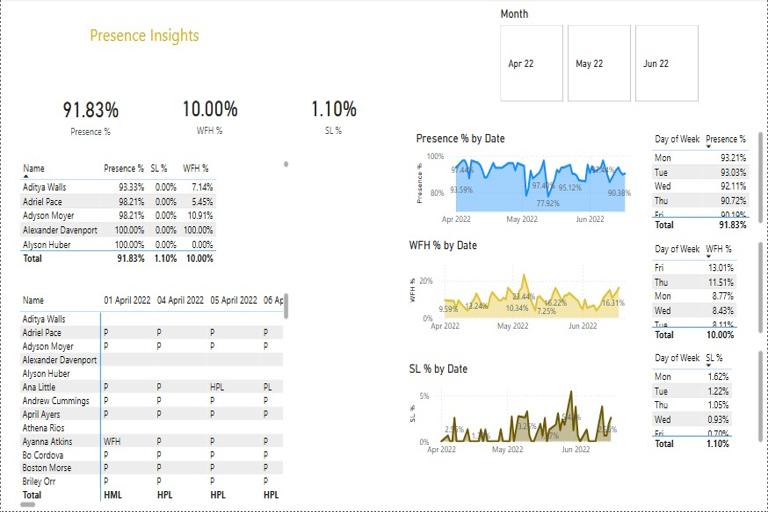 Presence Insights
Month
Apr 22
May 22
Jun 22
91.83%
Presence %
10.00%
WFH %
1.10%
SL %
Name Presence % SL % WFH %
Aditya Walls 93.33% 0.00% 7.14%
Adriel Pace 98.21% 0.00% 5.45%
Adyson Moyer 98.21% 0.00% 10.91%
Alexander Davenport 100.00% 0.00% 100.00%
Alyson Huber 100.00% 0.00% 0.00%
Total 91.83% 1.10% 10.00%
Name 01 April 2022 04 April 2022 05 April 2022 06 Ap
Aditya Walls
Adriel Pace P P P P
Adyson Moyer P P P P
Alexander Davenport
Alyson Huber
Ana Little P P HPL PL
Andrew Cummings P P P P
April Ayers P P P P
Athena Rios
Ayanna Atkins WFH P P P
Bo Cordova P P P P
Boston Morse P P P P
Briley Orr P P P P
Total HML HPL HPL HPL
Presence % by Date
Presence %
100%
80%
93.59%
97.40%
77.92%
95.12%
90.38%
Apr 2022 May 2022 Jun 2022
Day of Week Presence %
Mon 93.21%
Tue 93.03%
Wed 92.11%
Thu 90.72%
Fri 90.19%
Total 91.83%
WFH % by Date
WFH %
20%
0%
9.59%
13.24%
10.34%
7.25%
16.22%
16.31%
Apr 2022 May 2022 Jun 2022
Day of Week WFH %
Fri 13.01%
Thu 11.51%
Mon 8.77%
Wed 8.43%
Tue 8.11%
Total 10.00%
SL % by Date
SL %
5%
0%
Apr 2022 May 2022 Jun 2022
Day of Week SL %
Mon 1.62%
Tue 1.22%
Thu 1.05%
Wed 0.93%
Fri 0.70%
Total 1.10%